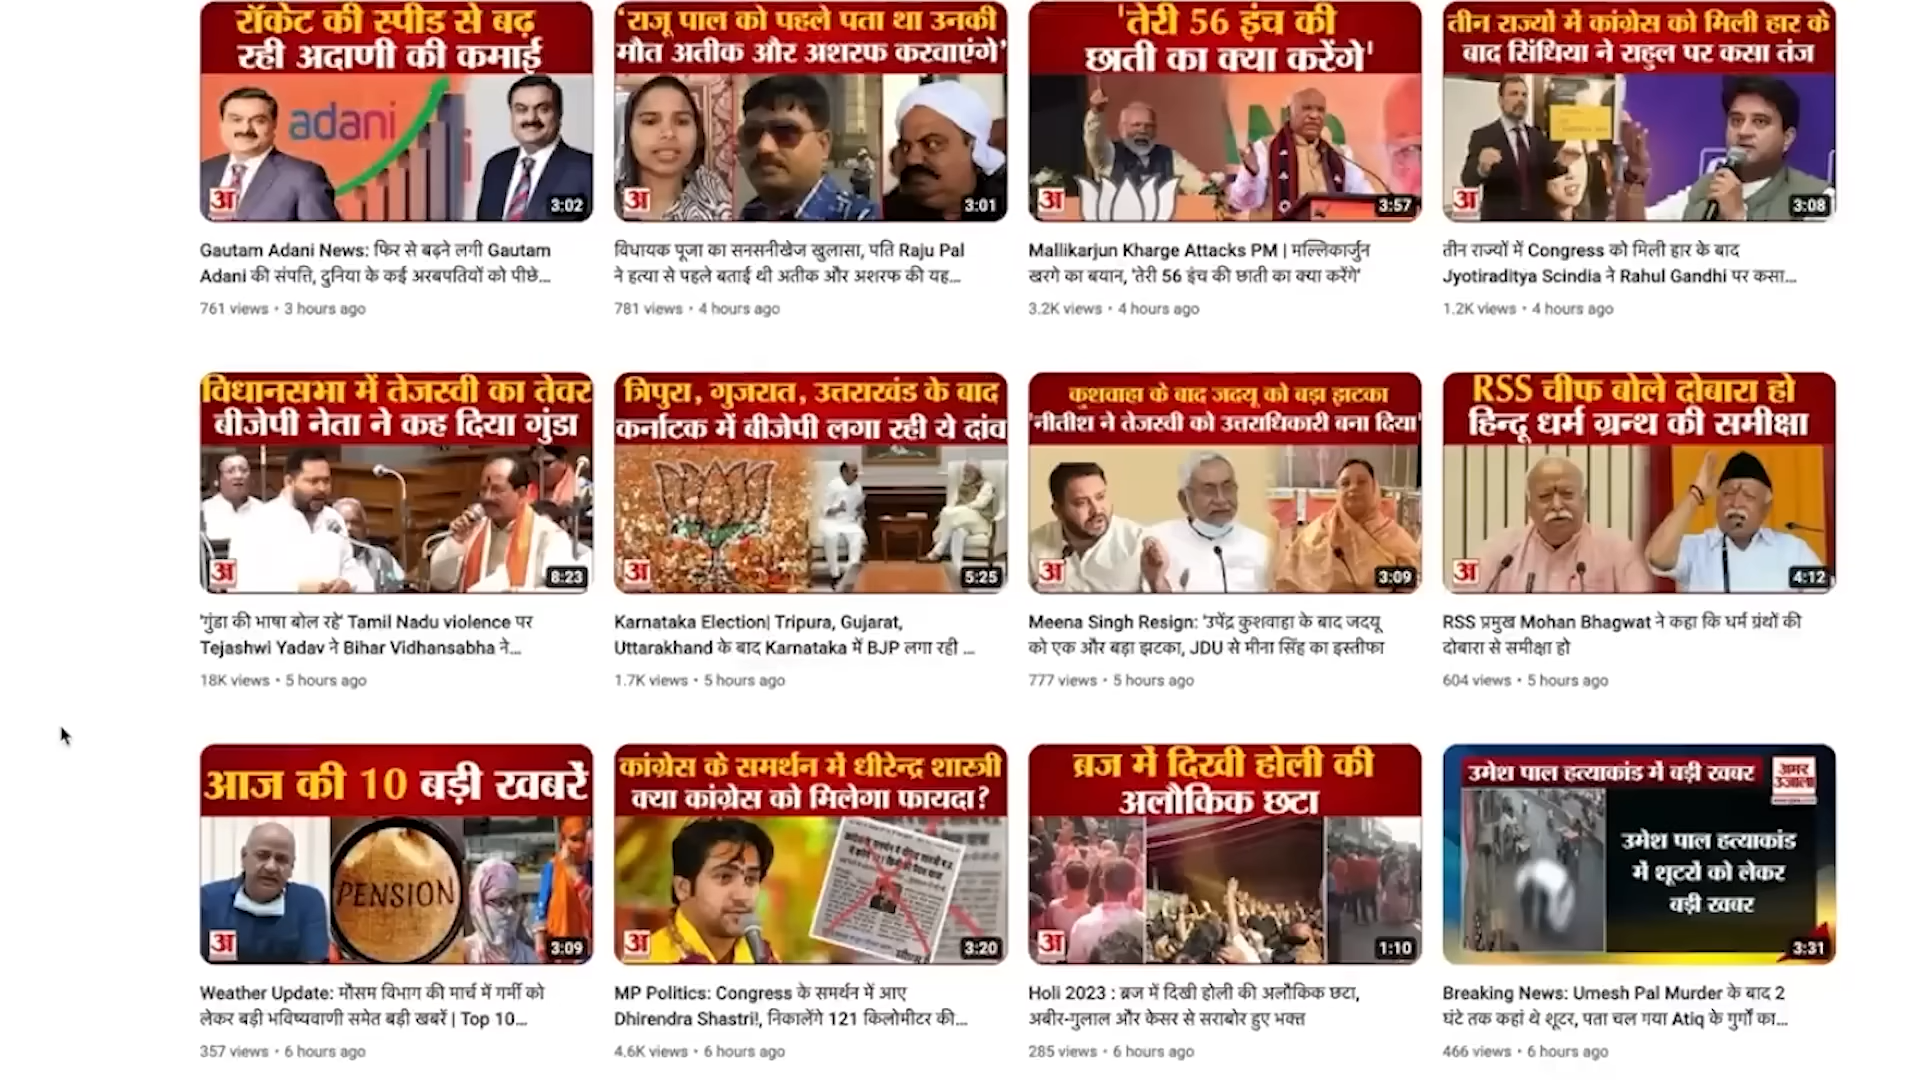 रॉकेट की स्पीड से बढ़
रही अदाणी की कमाई
adani
अ
3:02
Gautam Adani News: फिर से बढ़ने लगी Gautam
Adani की संपत्ति, दुनिया के कई अरबपतियों को पीछे...
761 views • 3 hours ago
'राजू पाल को पहले पता था उनकी
मौत अतीक और अशरफ करवाएंगे'
अ
3:01
विधायक पूजा का सनसनीखेज खुलासा, पति Raju Pal
ने हत्या से पहले बताई थी अतीक और अशरफ की यह...
781 views • 4 hours ago
'तेरी 56 इंच की
छाती का क्या करेंगे'
अ
3:57
Mallikarjun Kharge Attacks PM | मल्लिकार्जुन
खरगे का बयान, 'तेरी 56 इंच की छाती का क्या करेंगे'
3.2K views • 4 hours ago
तीन राज्यों में कांग्रेस को मिली हार के
बाद सिंधिया ने राहुल पर कसा तंज
अ
3:08
तीन राज्यों में Congress को मिली हार के बाद
Jyotiraditya Scindia ने Rahul Gandhi पर कसा...
1.2K views • 4 hours ago
विधानसभा में तेजस्वी का तेवर
बीजेपी नेता ने कह दिया गुंडा
अ
8:23
'गुंडा की भाषा बोल रहे' Tamil Nadu violence पर
Tejashwi Yadav ने Bihar Vidhansabha ने...
18K views • 5 hours ago
त्रिपुरा, गुजरात, उत्तराखंड के बाद
कर्नाटक में बीजेपी लगा रही ये दांव
अ
5:25
Karnataka Election| Tripura, Gujarat,
Uttarakhand के बाद Karnataka में BJP लगा रही ...
1.7K views • 5 hours ago
कुशवाहा के बाद जदयू को बड़ा झटका
'नीतीश ने तेजस्वी को उत्तराधिकारी बना दिया'
अ
3:09
Meena Singh Resign: 'उपेंद्र कुशवाहा के बाद जदयू
को एक और बड़ा झटका, JDU से मीना सिंह का इस्तीफा
777 views • 5 hours ago
RSS चीफ बोले दोबारा हो
हिन्दू धर्म ग्रन्थ की समीक्षा
अ
4:12
RSS प्रमुख Mohan Bhagwat ने कहा कि धर्म ग्रंथों की
दोबारा से समीक्षा हो
604 views • 5 hours ago
आज की 10 बड़ी खबरें
PENSION
अ
3:09
Weather Update: मौसम विभाग की मार्च में गर्मी को
लेकर बड़ी भविष्यवाणी समेत बड़ी खबरें | Top 10...
357 views • 6 hours ago
कांग्रेस के समर्थन में धीरेन्द्र शास्त्री
क्या कांग्रेस को मिलेगा फायदा?
अ
3:20
MP Politics: Congress के समर्थन में आए
Dhirendra Shastri!, निकालेंगे 121 किलोमीटर की...
4.6K views • 6 hours ago
ब्रज में दिखी होली की
अलौकिक छटा
अ
1:10
Holi 2023 : ब्रज में दिखी होली की अलौकिक छटा,
अबीर-गुलाल और केसर से सराबोर हुए भक्त
285 views • 6 hours ago
उमेश पाल हत्याकांड में बड़ी खबर
अमर
उजाला
उमेश पाल हत्याकांड
में शूटरों को लेकर
बड़ी खबर
3:31
Breaking News: Umesh Pal Murder के बाद 2
घंटे तक कहां थे शूटर, पता चल गया Atiq के गुर्गों का...
466 views • 6 hours ago